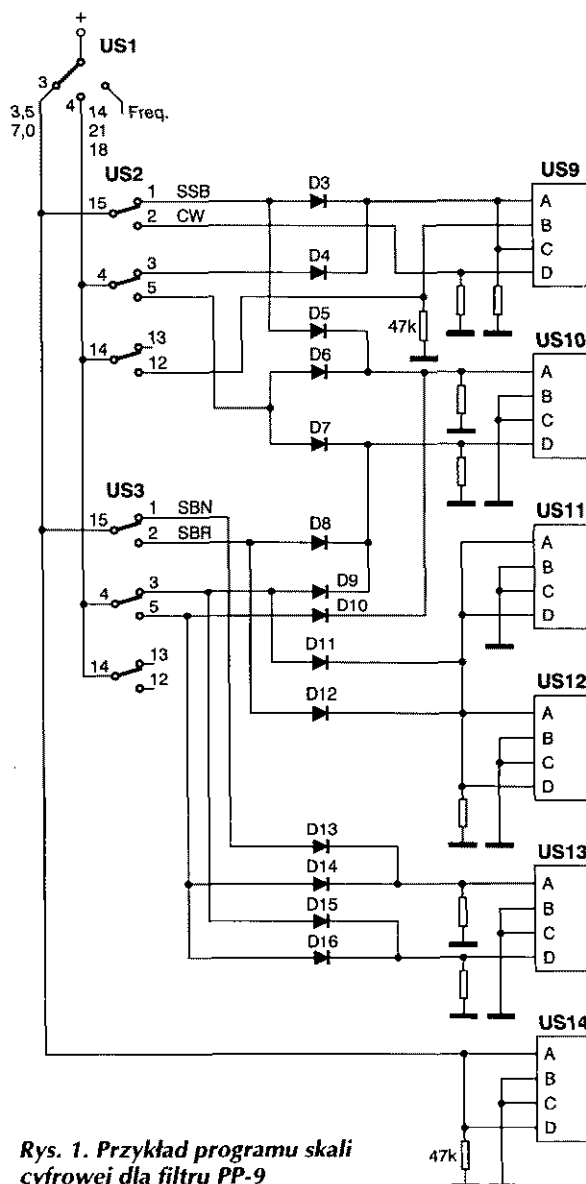 +
US1
3
4
3,5
7,0
14
21
18
Freq.
US2
15
1
SSB
2
CW
4
3
5
14
13
12
D3
D4
D5
D6
D7
47k
US9
A
B
C
D
US10
A
B
C
D
US3
15
1
SBN
2
SBR
4
3
5
14
13
12
D8
D9
D10
D11
D12
US11
A
B
C
D
US12
A
B
C
D
D13
D14
D15
D16
US13
A
B
C
D
US14
A
B
C
D
47k
Rys. 1. Przykład programu skali
cyfrowej dla filtru PP-9